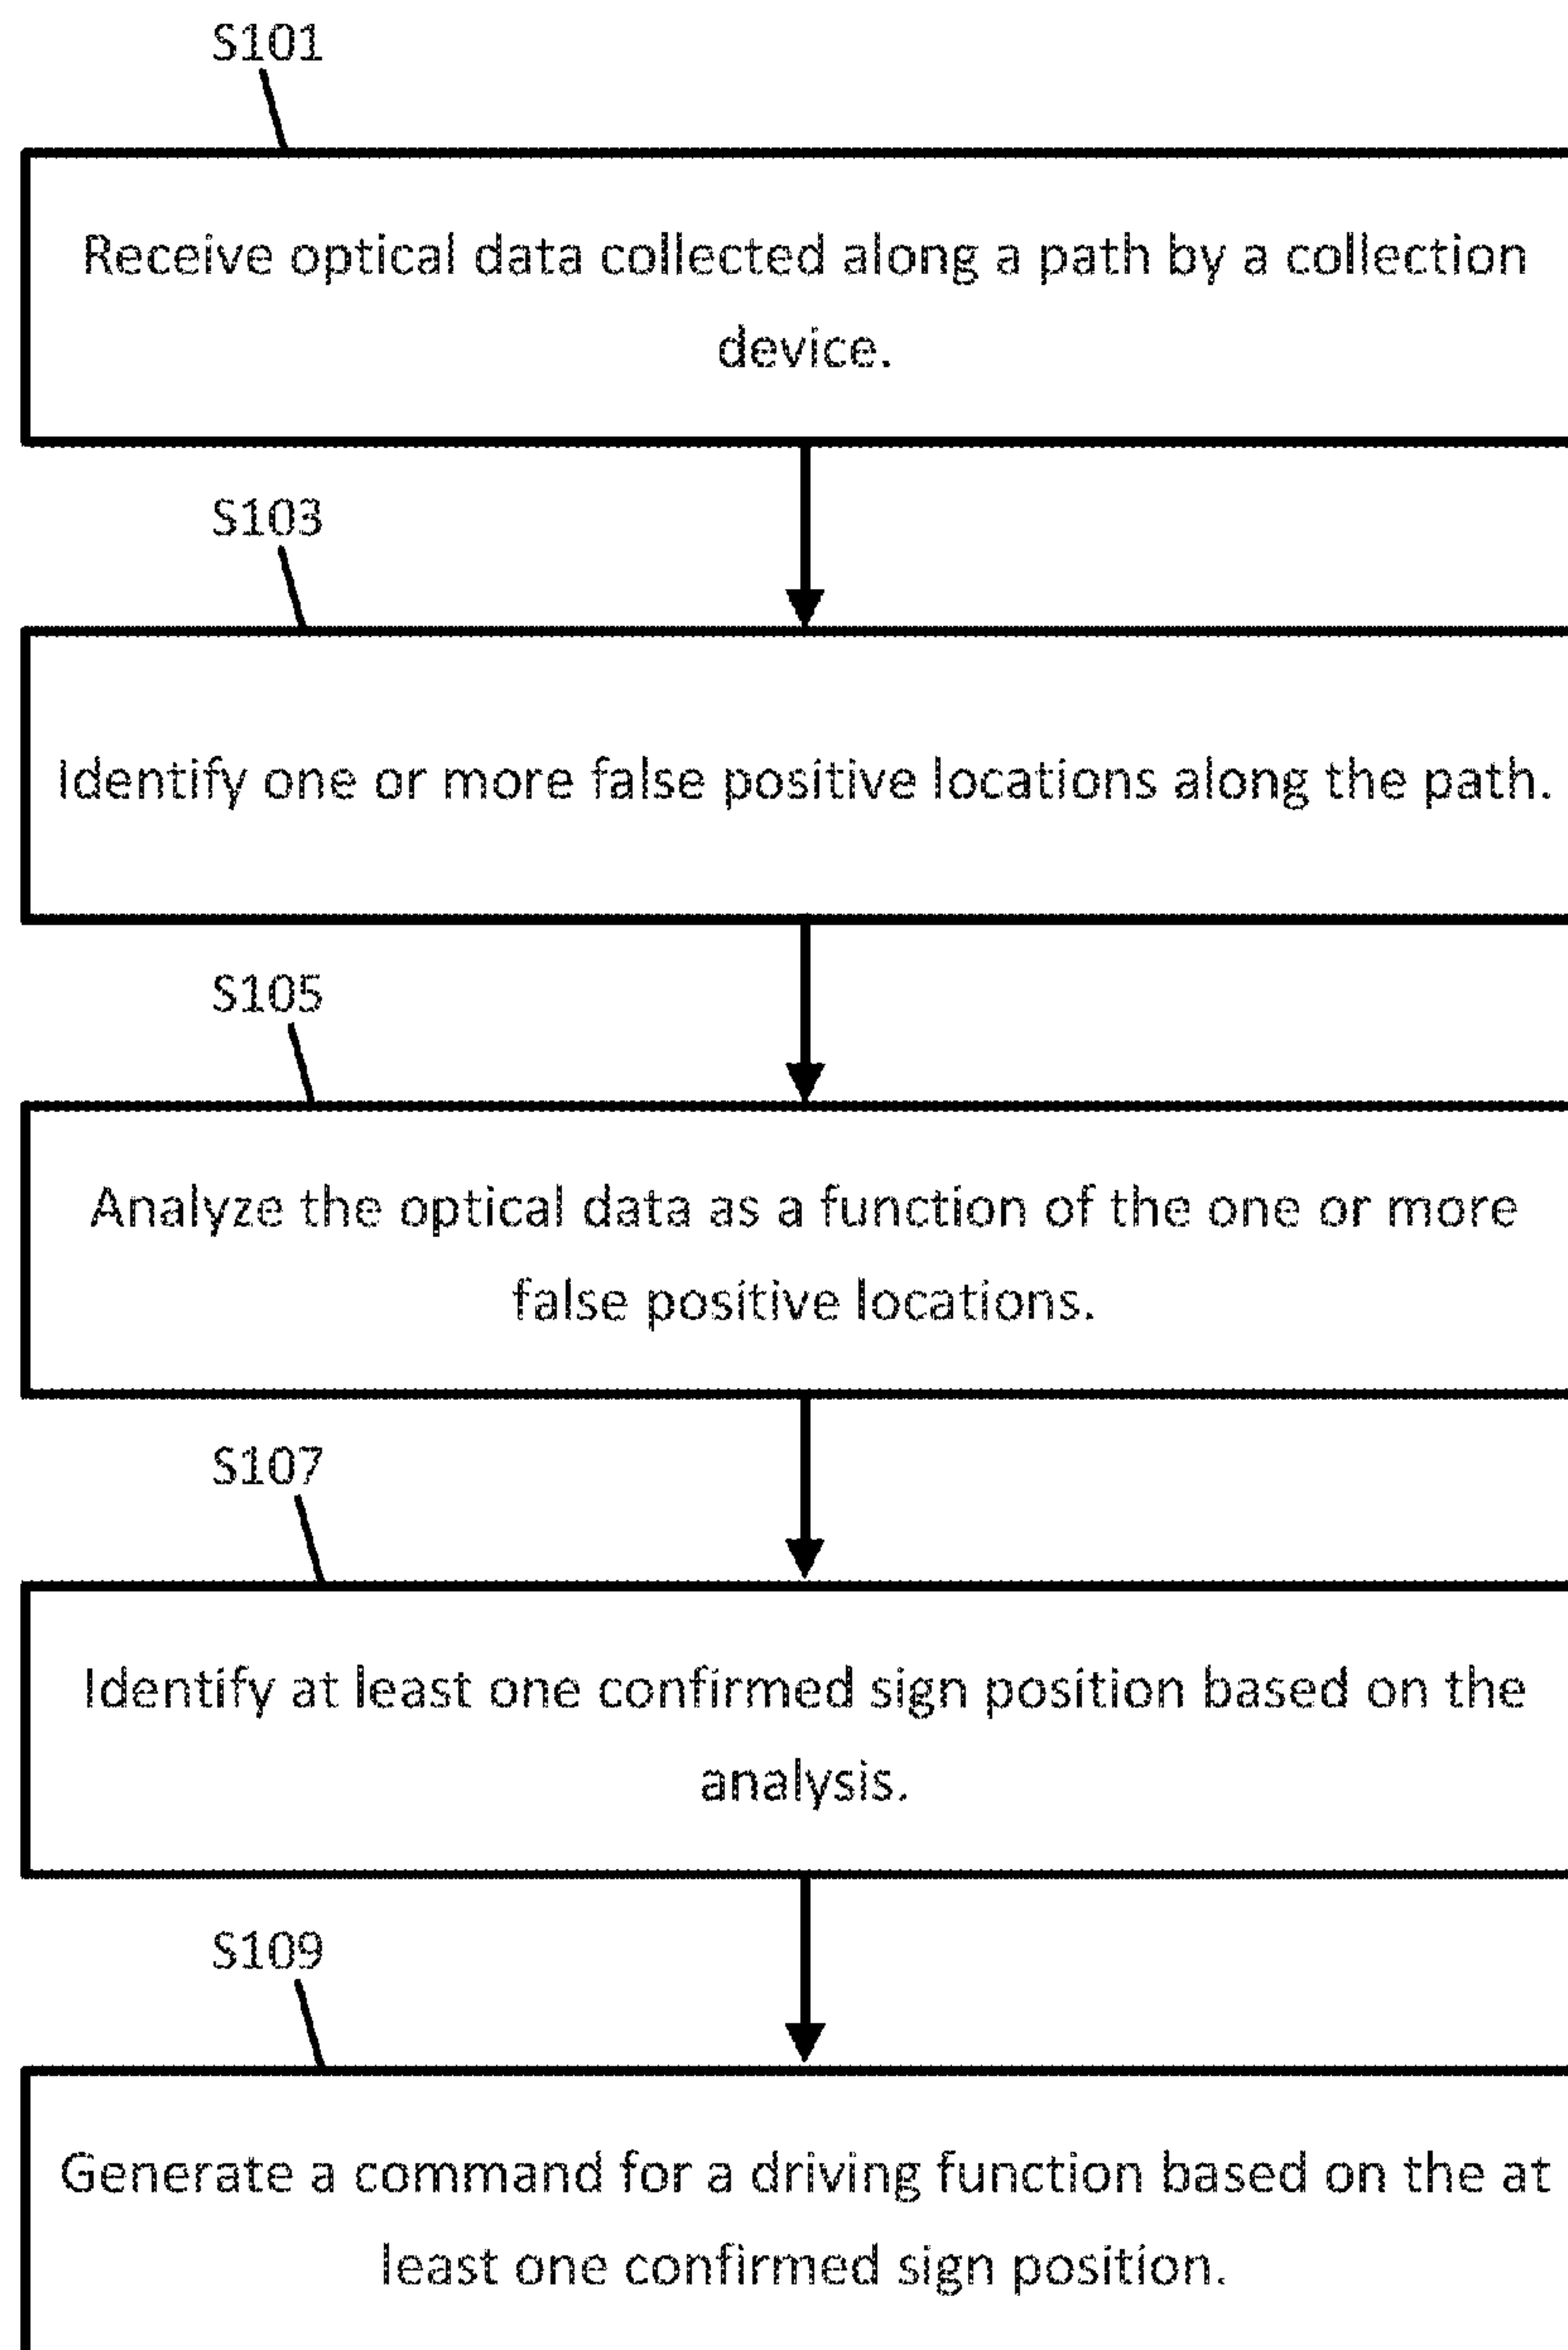 S101
Receive optical data collected along a path by a collection
device.
S103
Identify one or more false positive locations along the path.
S105
Analyze the optical data as a function of the one or more
false positive locations.
S107
Identify at least one confirmed sign position based on the
analysis.
S109
Generate a command for a driving function based on the at
least one confirmed sign position.